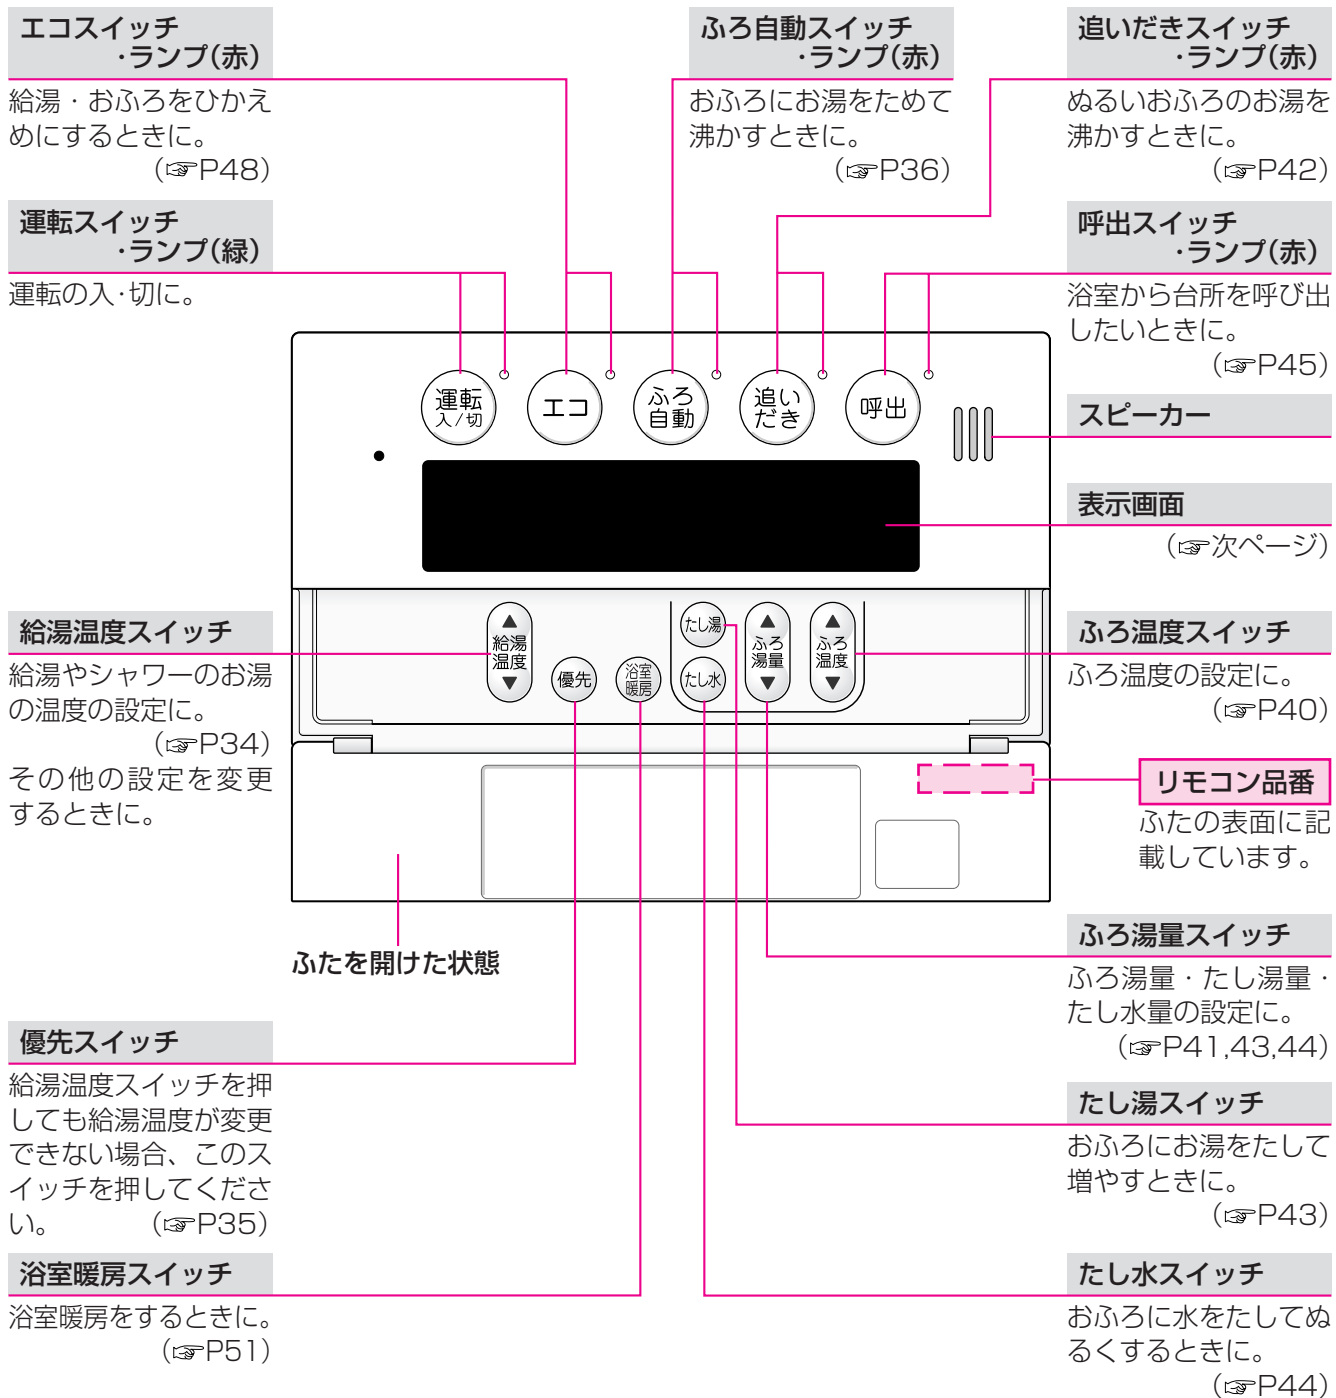 エコスイッチ
・ランプ(赤)
給湯・おふろをひかえ
めにするときに。
(☞P48)
運転スイッチ
・ランプ(緑)
運転の入・切に。
ふろ自動スイッチ
・ランプ(赤)
おふろにお湯をためて
沸かすときに。
(☞P36)
追いだきスイッチ
・ランプ(赤)
ぬるいおふろのお湯を
沸かすときに。
(☞P42)
呼出スイッチ
・ランプ(赤)
浴室から台所を呼び出
したいときに。
(☞P45)
スピーカー
表示画面
(☞次ページ)
運転
入/切
エコ
ふろ
自動
追い
だき
呼出
▲
給湯
温度
▼
優先
浴室
暖房
たし湯
たし水
▲
ふろ
湯量
▼
▲
ふろ
温度
▼
給湯温度スイッチ
給湯やシャワーのお湯
の温度の設定に。
(☞P34)
その他の設定を変更
するときに。
ふろ温度スイッチ
ふろ温度の設定に。
(☞P40)
リモコン品番
ふたの表面に記
載しています。
ふたを開けた状態
ふろ湯量スイッチ
ふろ湯量・たし湯量・
たし水量の設定に。
(☞P41,43,44)
優先スイッチ
給湯温度スイッチを押
しても給湯温度が変更
できない場合、このス
イッチを押してくださ
い。 (☞P35)
浴室暖房スイッチ
浴室暖房をするときに。
(☞P51)
たし湯スイッチ
おふろにお湯をたして
増やすときに。
(☞P43)
たし水スイッチ
おふろに水をたしてぬ
るくするときに。
(☞P44)